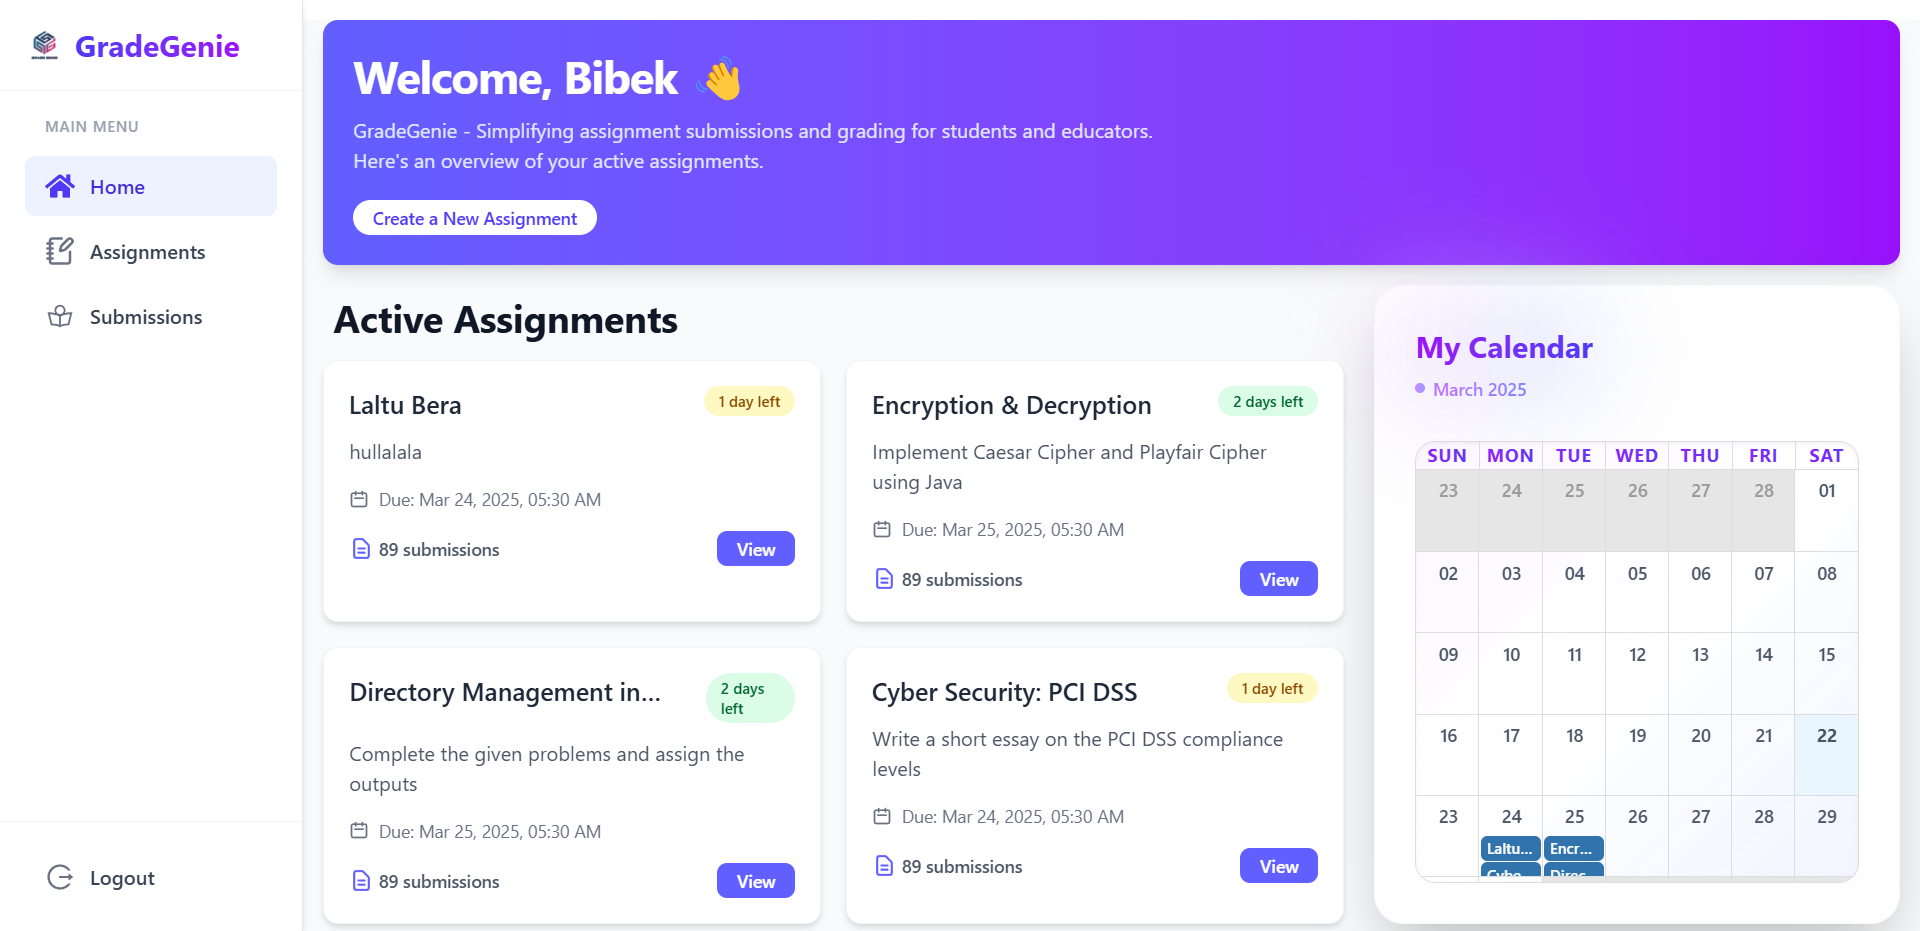 GradeGenie
MAIN MENU
Home
Assignments
Submissions
Logout
Welcome, Bibek 👋
GradeGenie - Simplifying assignment submissions and grading for students and educators.
Here's an overview of your active assignments.
Create a New Assignment
Active Assignments
Laltu Bera
1 day left
hullalala
Due: Mar 24, 2025, 05:30 AM
89 submissions
View
Encryption & Decryption
2 days left
Implement Caesar Cipher and Playfair Cipher
using Java
Due: Mar 25, 2025, 05:30 AM
89 submissions
View
Directory Management in...
2 days
left
Complete the given problems and assign the
outputs
Due: Mar 25, 2025, 05:30 AM
89 submissions
View
Cyber Security: PCI DSS
1 day left
Write a short essay on the PCI DSS compliance
levels
Due: Mar 24, 2025, 05:30 AM
89 submissions
View
My Calendar
March 2025
SUN MON TUE WED THU FRI SAT
23 24 25 26 27 28 01
02 03 04 05 06 07 08
09 10 11 12 13 14 15
16 17 18 19 20 21 22
23 24 25 26 27 28 29
Laltu... Encr...
Cybe... Direc...